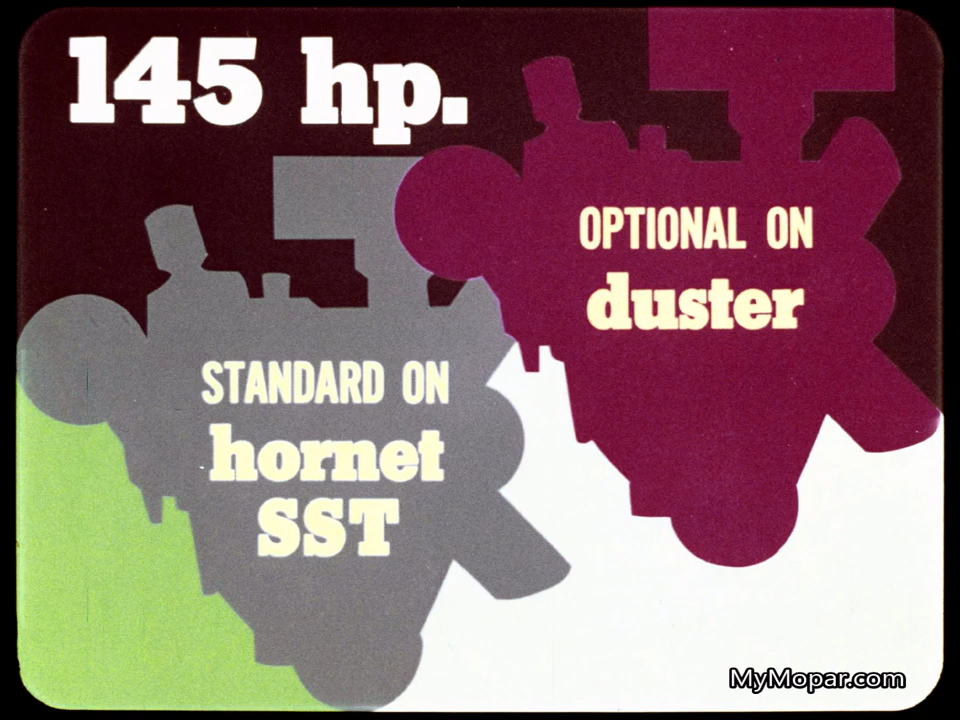 145 hp.
OPTIONAL ON
duster
STANDARD ON
hornet
SST
MyMopar.com